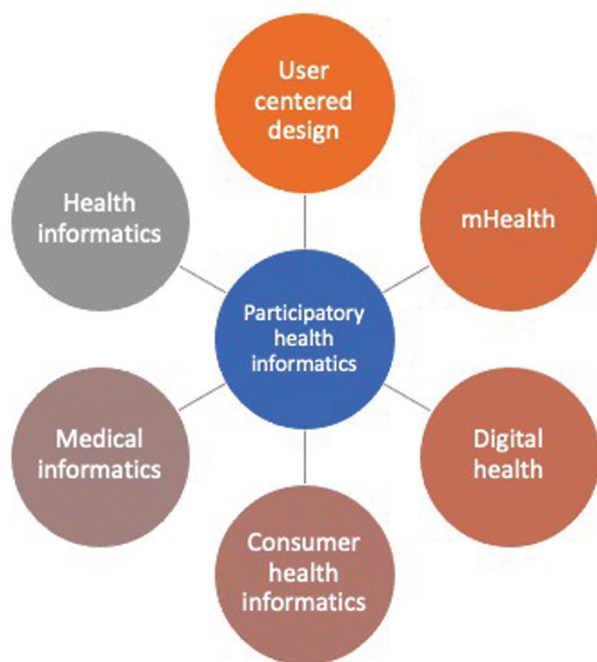 User
centered
design
Health
informatics
mHealth
Participatory
health
informatics
Medical
informatics
Digital
health
Consumer
health
informatics